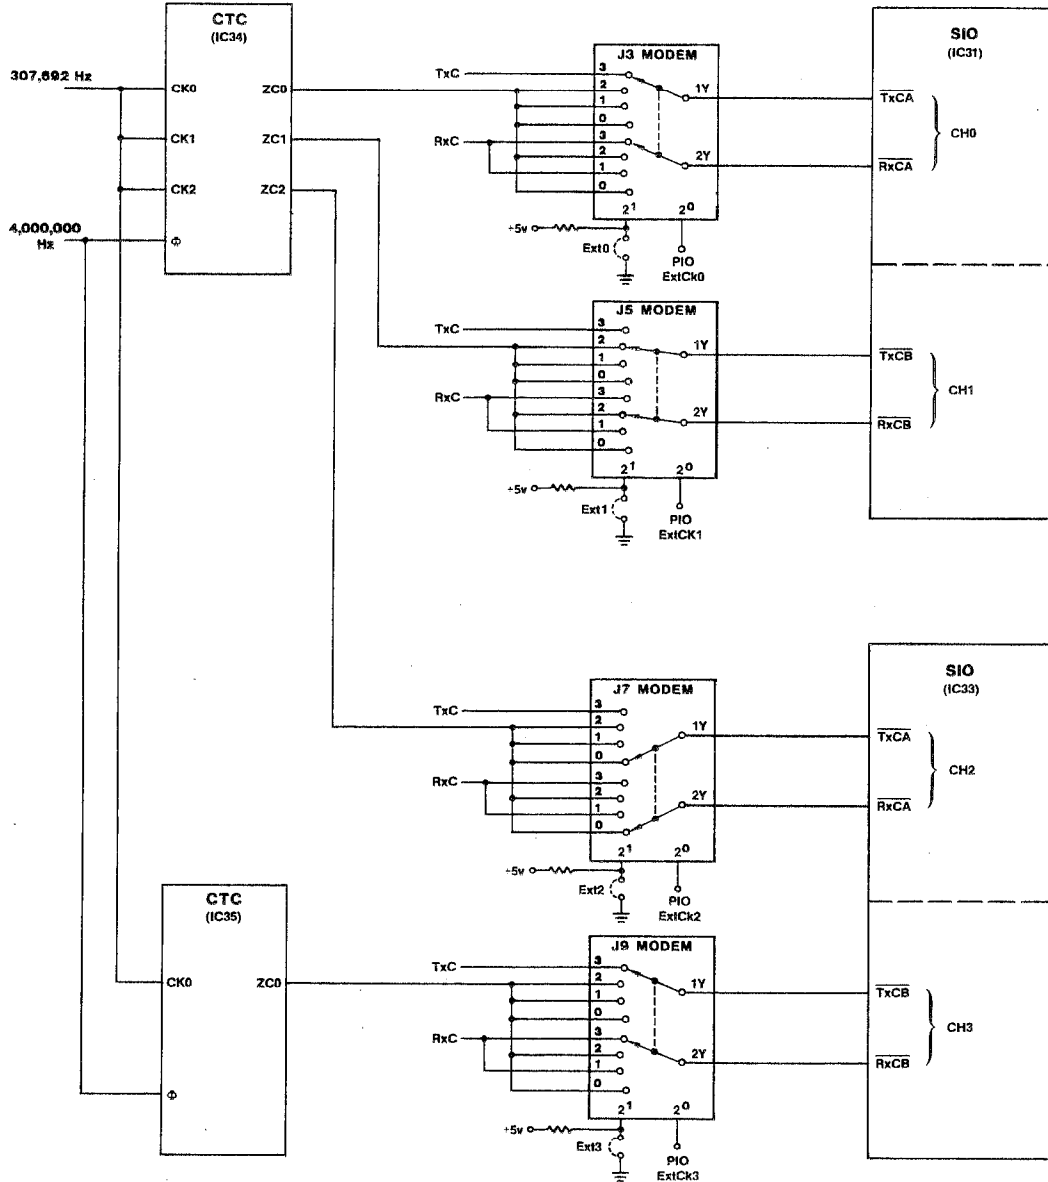 CTC
(IC34)
307,692 Hz
CK0
ZC0
CK1
ZC1
CK2
ZC2
4,000,000
Hz
Φ
J3 MODEM
TxC
3
2
1
0
RxC
3
2
1
0
1Y
2Y
2¹
2⁰
+5v
Ext0
PIO
ExtCk0
SIO
(IC31)
TxCA
CH0
RxCA
J5 MODEM
TxC
3
2
1
0
RxC
3
2
1
0
1Y
2Y
2¹
2⁰
+5v
Ext1
PIO
ExtCK1
TxCB
CH1
RxCB
J7 MODEM
TxC
3
2
1
0
RxC
3
2
1
0
1Y
2Y
2¹
2⁰
+5v
Ext2
PIO
ExtCk2
SIO
(IC33)
TxCA
CH2
RxCA
CTC
(IC35)
CK0
ZC0
Φ
J9 MODEM
TxC
3
2
1
0
RxC
3
2
1
0
1Y
2Y
2¹
2⁰
+5v
Ext3
PIO
ExtCk3
TxCB
CH3
RxCB